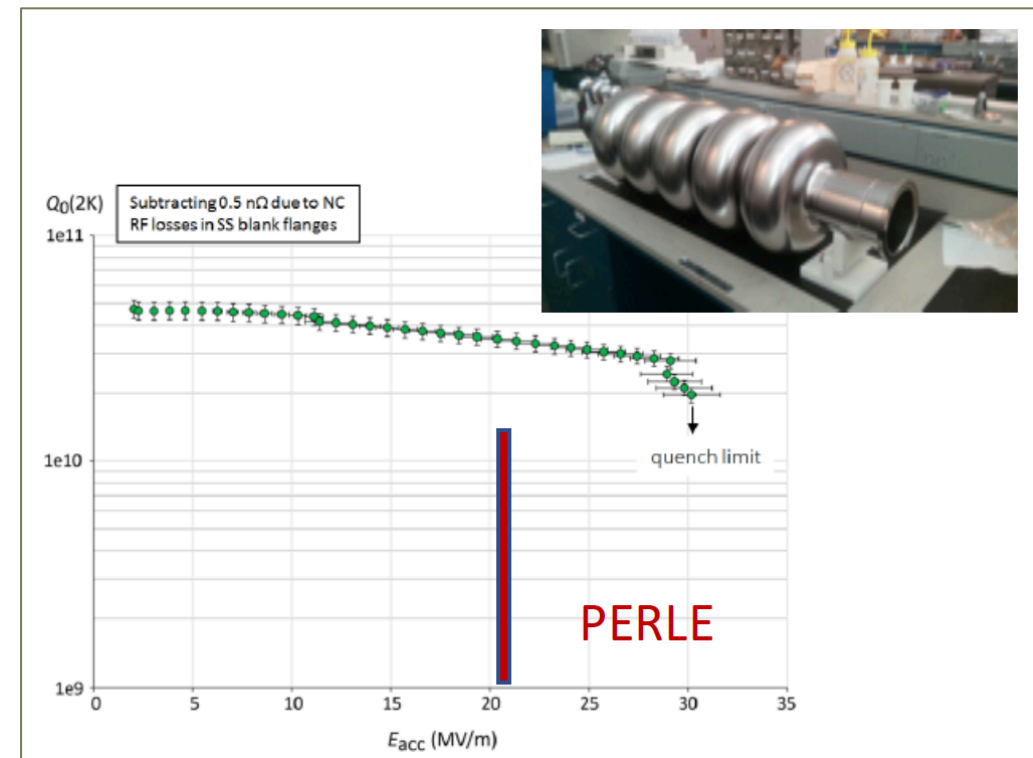 Q0(2K)
Subtracting 0.5 nΩ due to NC
RF losses in SS blank flanges
1e11
1e10
quench limit
PERLE
1e9
0 5 10 15 20 25 30 35
Eacc (MV/m)